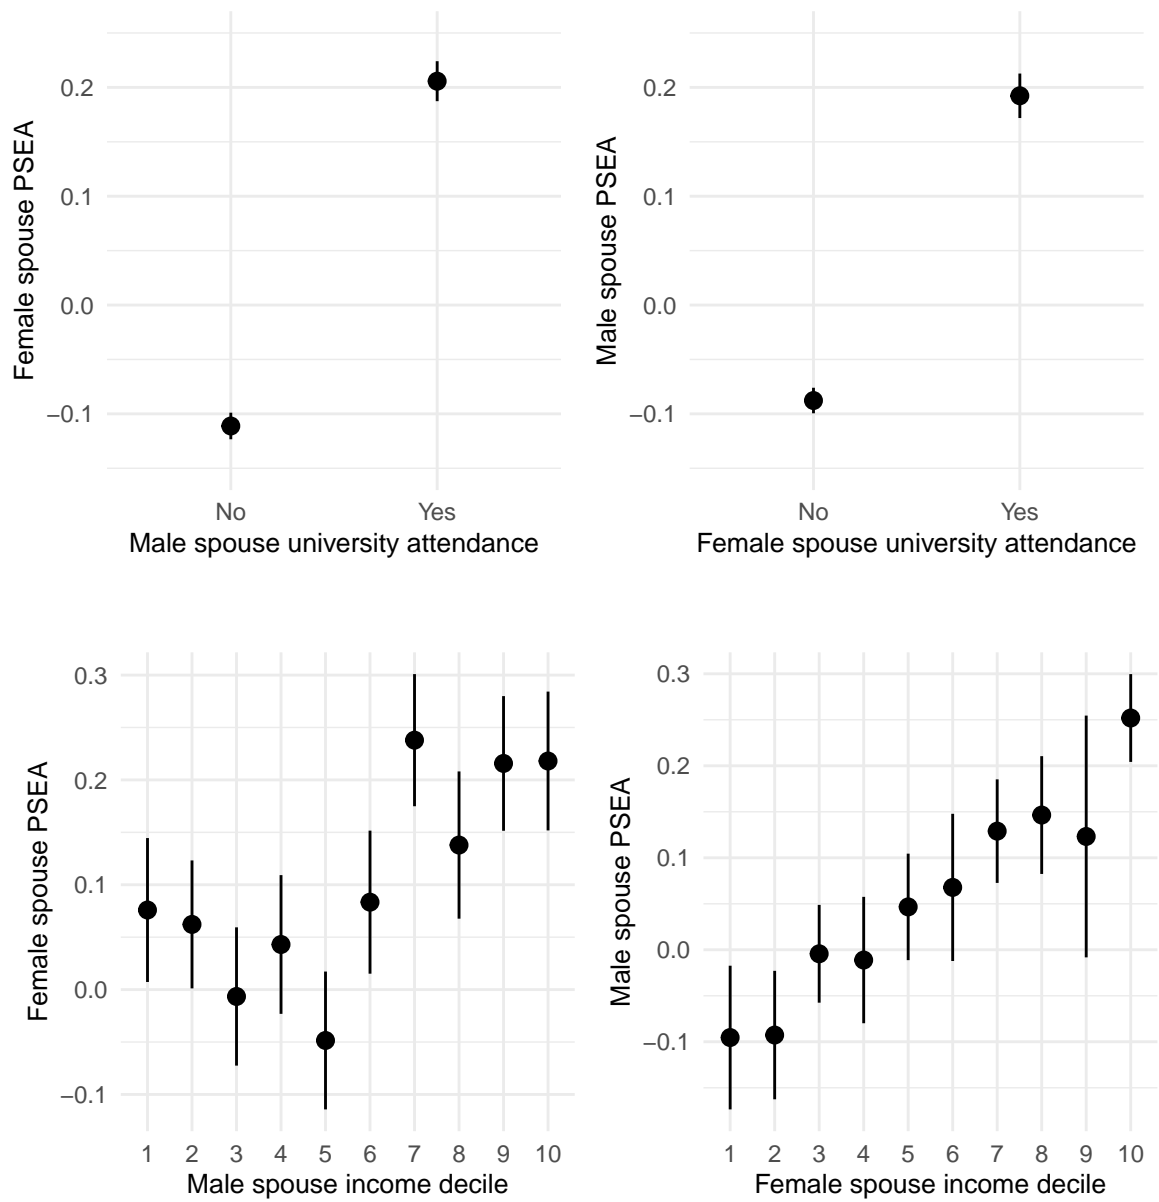 0.2
0.1
0.0
−0.1
Female spouse PSEA
No Yes
Male spouse university attendance
0.2
0.1
0.0
−0.1
Male spouse PSEA
No Yes
Female spouse university attendance
0.3
0.2
0.1
0.0
−0.1
Female spouse PSEA
1 2 3 4 5 6 7 8 9 10
Male spouse income decile
0.3
0.2
0.1
0.0
−0.1
Male spouse PSEA
1 2 3 4 5 6 7 8 9 10
Female spouse income decile